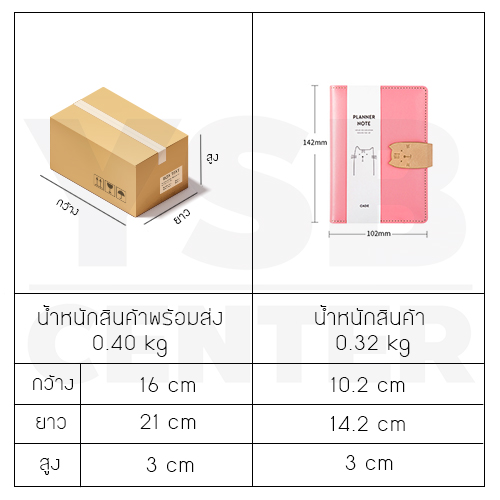 YSB
CENTER
กว้าง
ยาว
สูง
PLANNER
NOTE
142mm
102mm
น้ำหนักสินค้าพร้อมส่ง
0.40 kg
น้ำหนักสินค้า
0.32 kg
กว้าง 16 cm 10.2 cm
ยาว 21 cm 14.2 cm
สูง 3 cm 3 cm